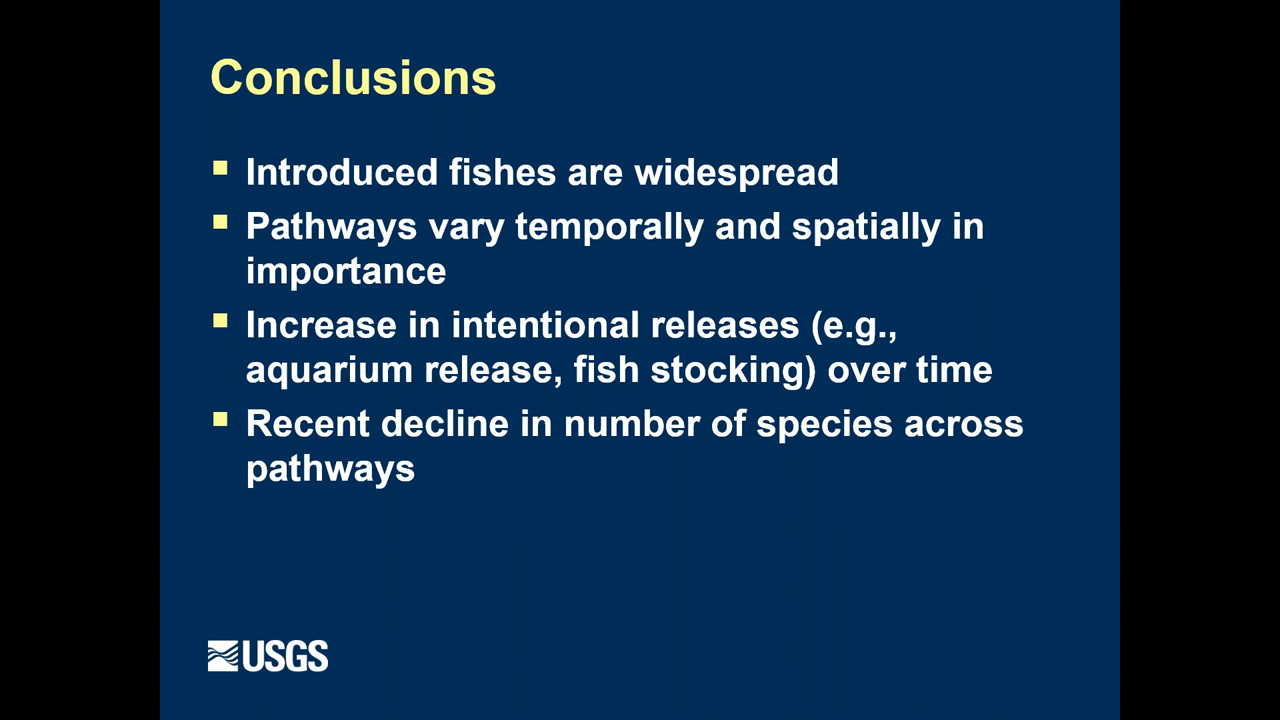 Conclusions
Introduced fishes are widespread
Pathways vary temporally and spatially in
importance
Increase in intentional releases (e.g.,
aquarium release, fish stocking) over time
Recent decline in number of species across
pathways
USGS